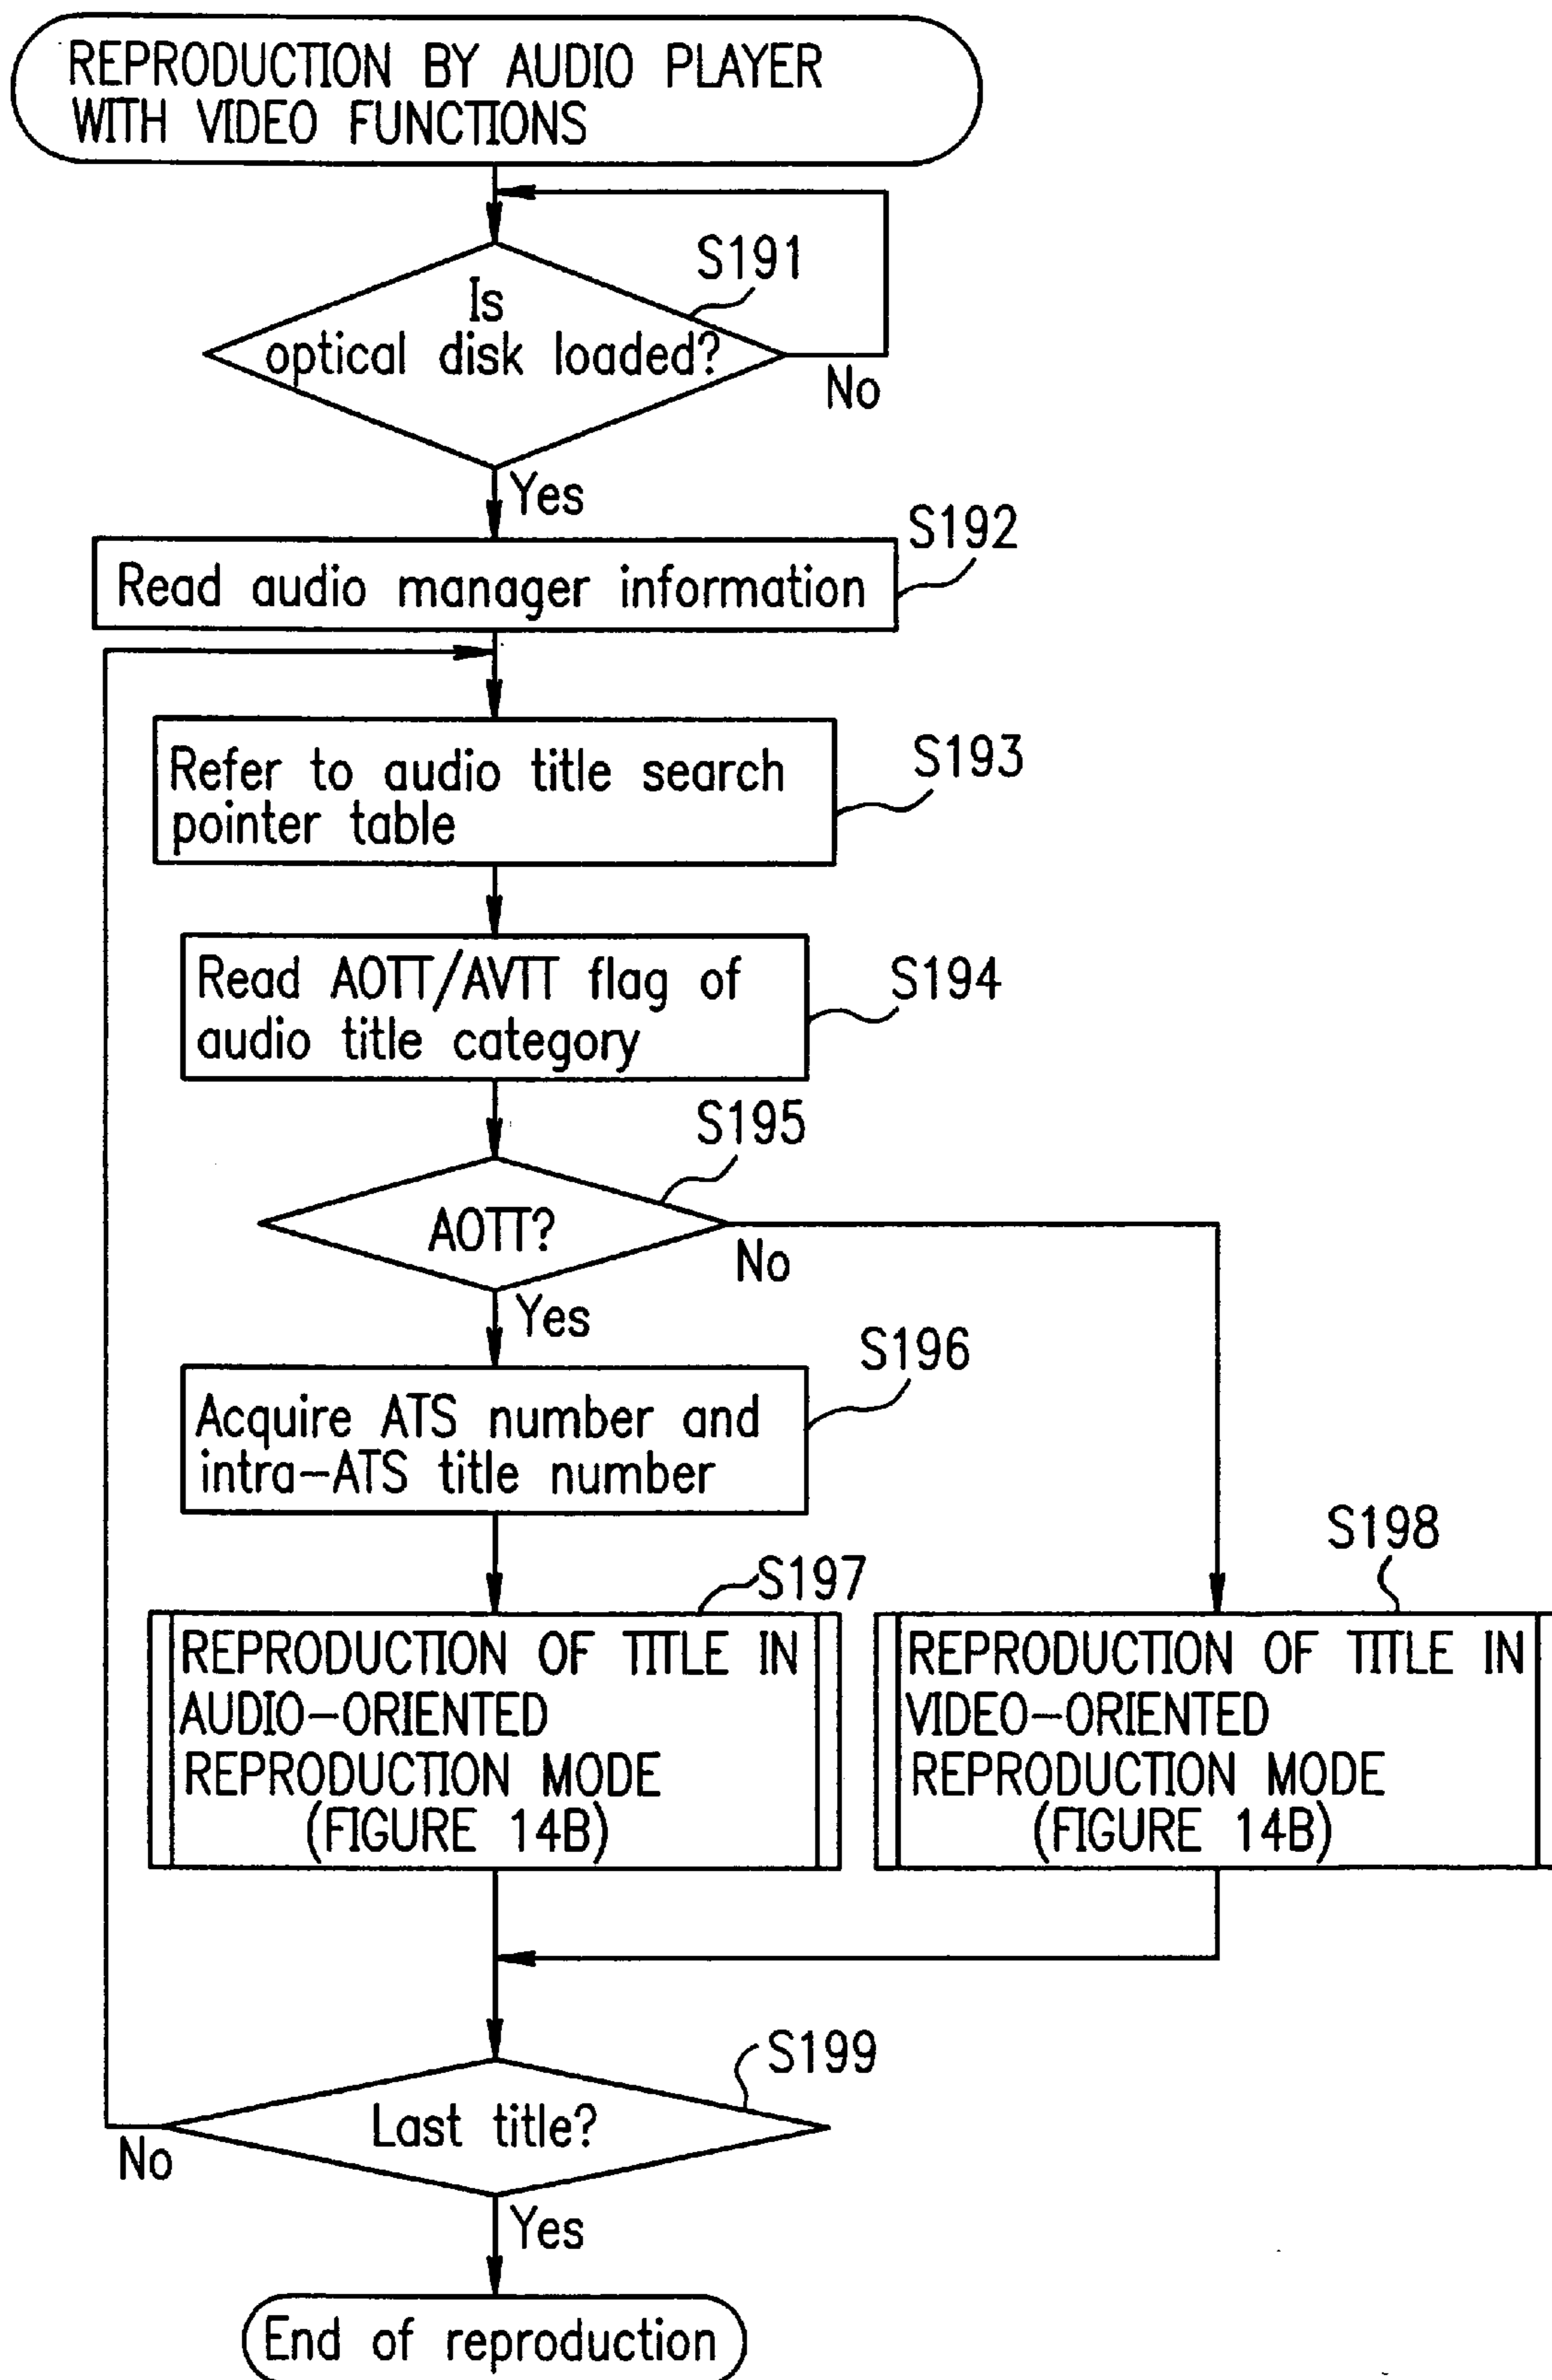 REPRODUCTION BY AUDIO PLAYER
WITH VIDEO FUNCTIONS
S191
Is
optical disk loaded?
No
Yes
S192
Read audio manager information
S193
Refer to audio title search
pointer table
S194
Read AOTT/AVTT flag of
audio title category
S195
AOTT?
No
Yes
S196
Acquire ATS number and
intra-ATS title number
S197
REPRODUCTION OF TITLE IN
AUDIO-ORIENTED
REPRODUCTION MODE
(FIGURE 14B)
S198
REPRODUCTION OF TITLE IN
VIDEO-ORIENTED
REPRODUCTION MODE
(FIGURE 14B)
S199
Last title?
No
Yes
End of reproduction